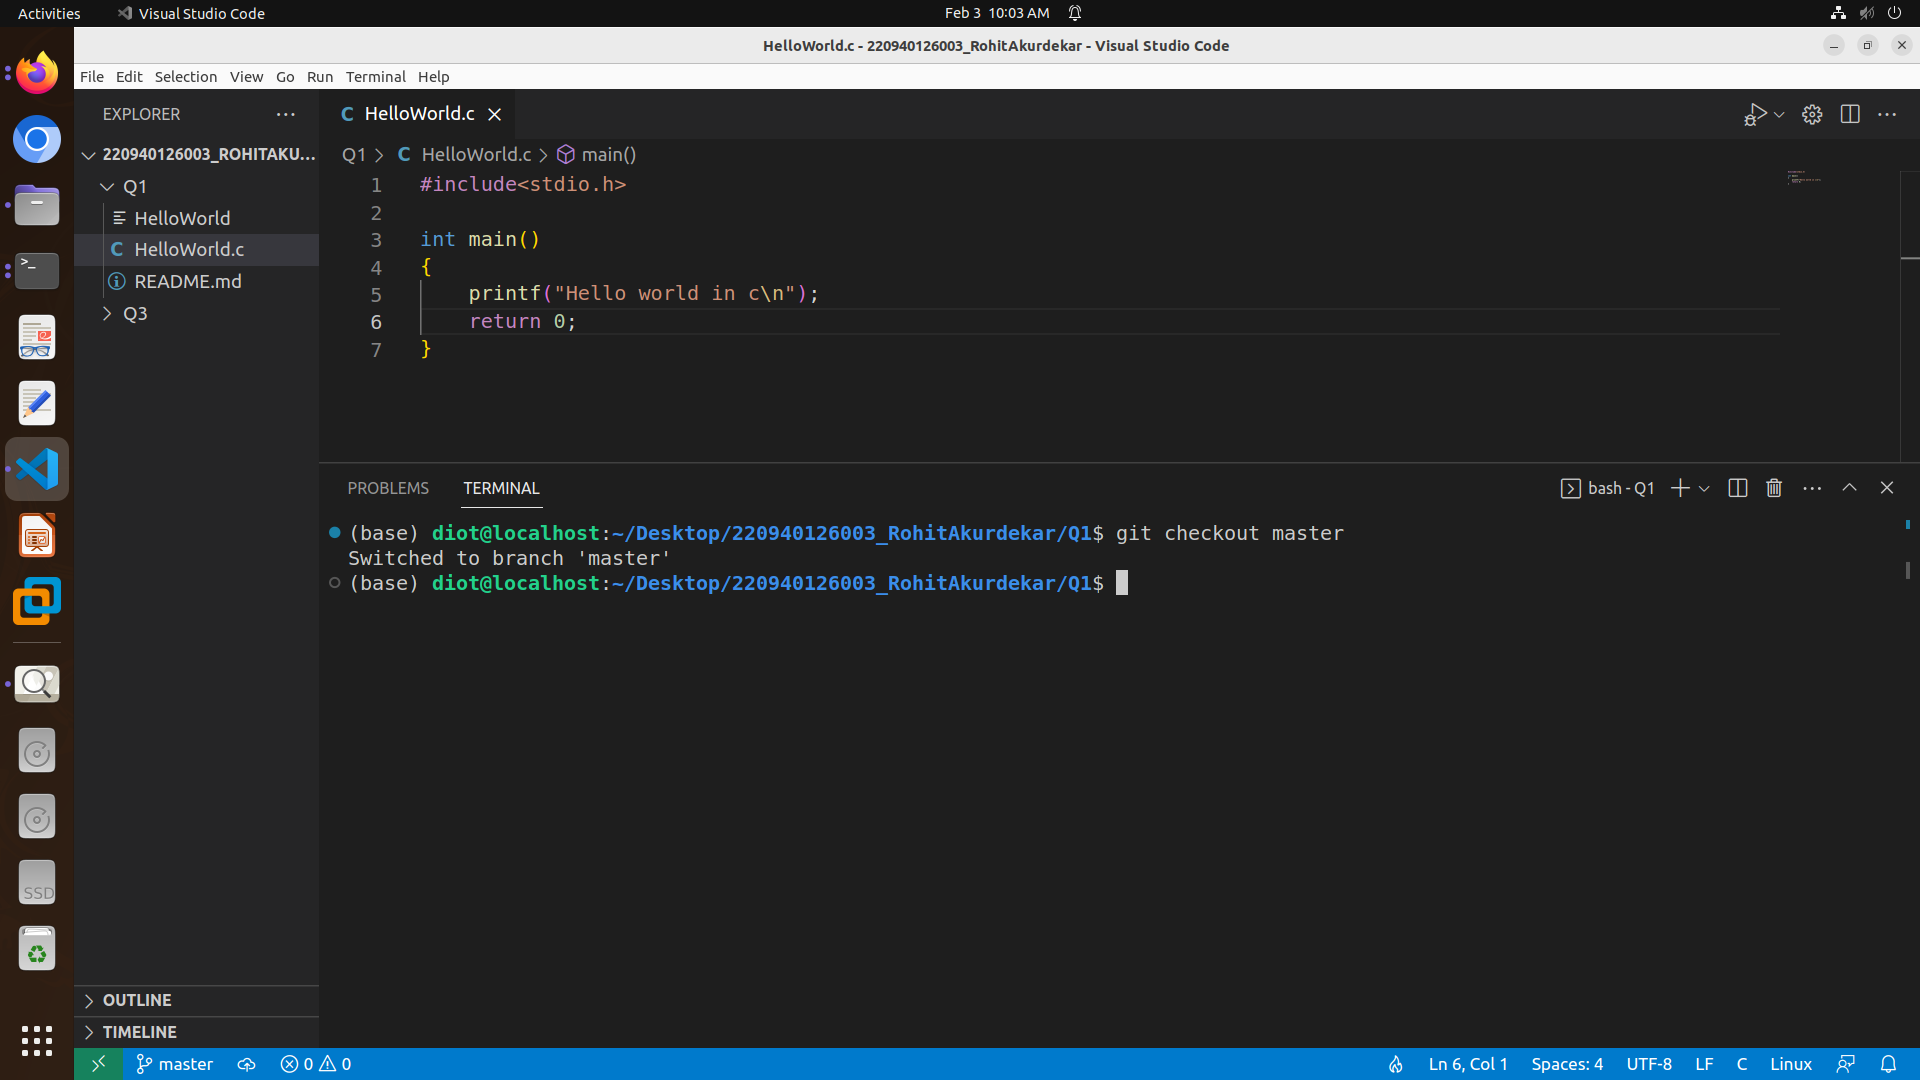 Activities Visual Studio Code Feb 3 10:03 AM
HelloWorld.c - 220940126003_RohitAkurdekar - Visual Studio Code
File Edit Selection View Go Run Terminal Help
EXPLORER
HelloWorld.c
220940126003_ROHITAKU...
Q1
HelloWorld
HelloWorld.c
README.md
Q3
Q1 > HelloWorld.c > main()
1 #include<stdio.h>
2
3 int main()
4 {
5     printf("Hello world in c\n");
6     return 0;
7 }
PROBLEMS TERMINAL bash - Q1
(base) diot@localhost:~/Desktop/220940126003_RohitAkurdekar/Q1$ git checkout master
Switched to branch 'master'
(base) diot@localhost:~/Desktop/220940126003_RohitAkurdekar/Q1$
SSD
OUTLINE
TIMELINE
master 0 0 Ln 6, Col 1 Spaces: 4 UTF-8 LF C Linux